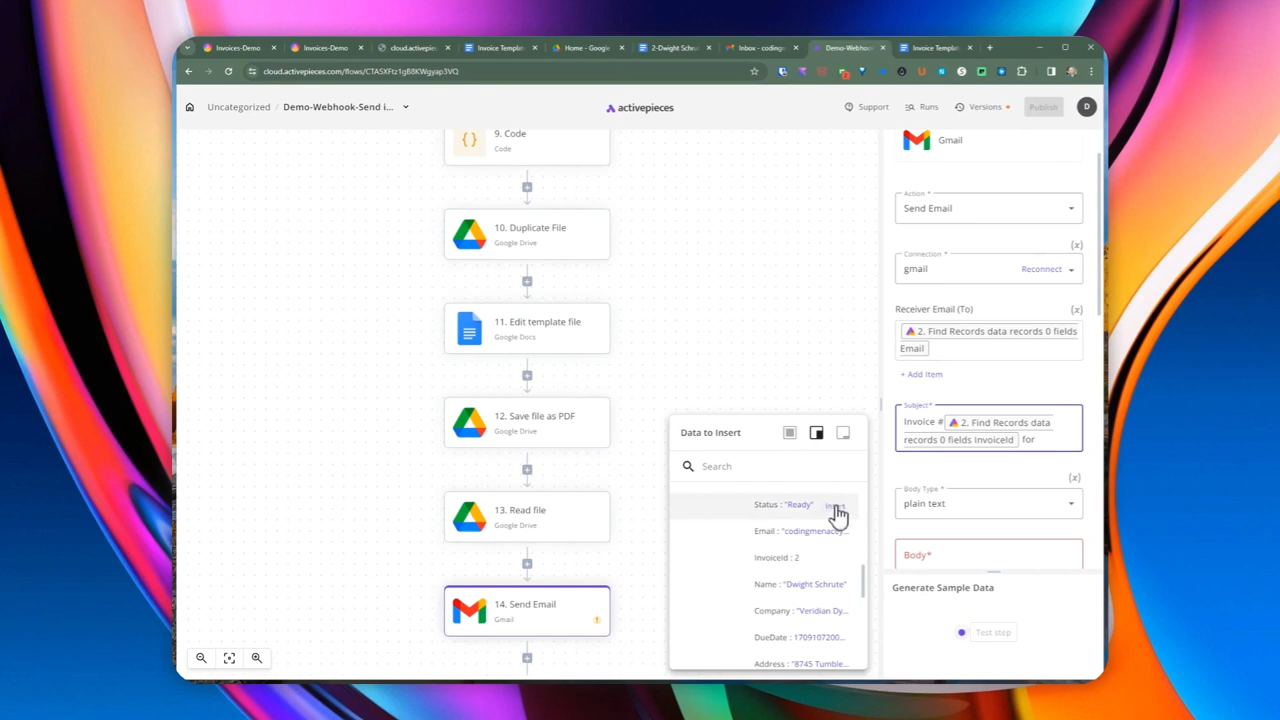 Invoices-Demo
Invoices-Demo
cloud.activepieces
Invoice Templat
Home - Google
2-Dwight Schru
Inbox - coding
Demo-Webhook
Invoice Templat
cloud.activepieces.com/flows/CTASXFtz1gB8KWgyap3VQ
Uncategorized / Demo-Webhook-Send i...
activepieces
Support
Runs
Versions
Publish
D
9. Code
Code
10. Duplicate File
Google Drive
11. Edit template file
Google Docs
12. Save file as PDF
Google Drive
13. Read file
Google Drive
14. Send Email
Gmail
Data to Insert
Search
Status : "Ready"
Email : "codingmenacey...
InvoiceId : 2
Name : "Dwight Schrute"
Company : "Veridian Dy...
DueDate : 1709107200...
Address : "8745 Tumble...
Gmail
Action *
Send Email
(x)
Connection *
gmail
Reconnect
Receiver Email (To)
(x)
2. Find Records data records 0 fields
Email
+ Add Item
Subject*
Invoice # 2. Find Records data
records 0 fields InvoiceId for
(x)
Body Type *
plain text
Body*
Generate Sample Data
Test step